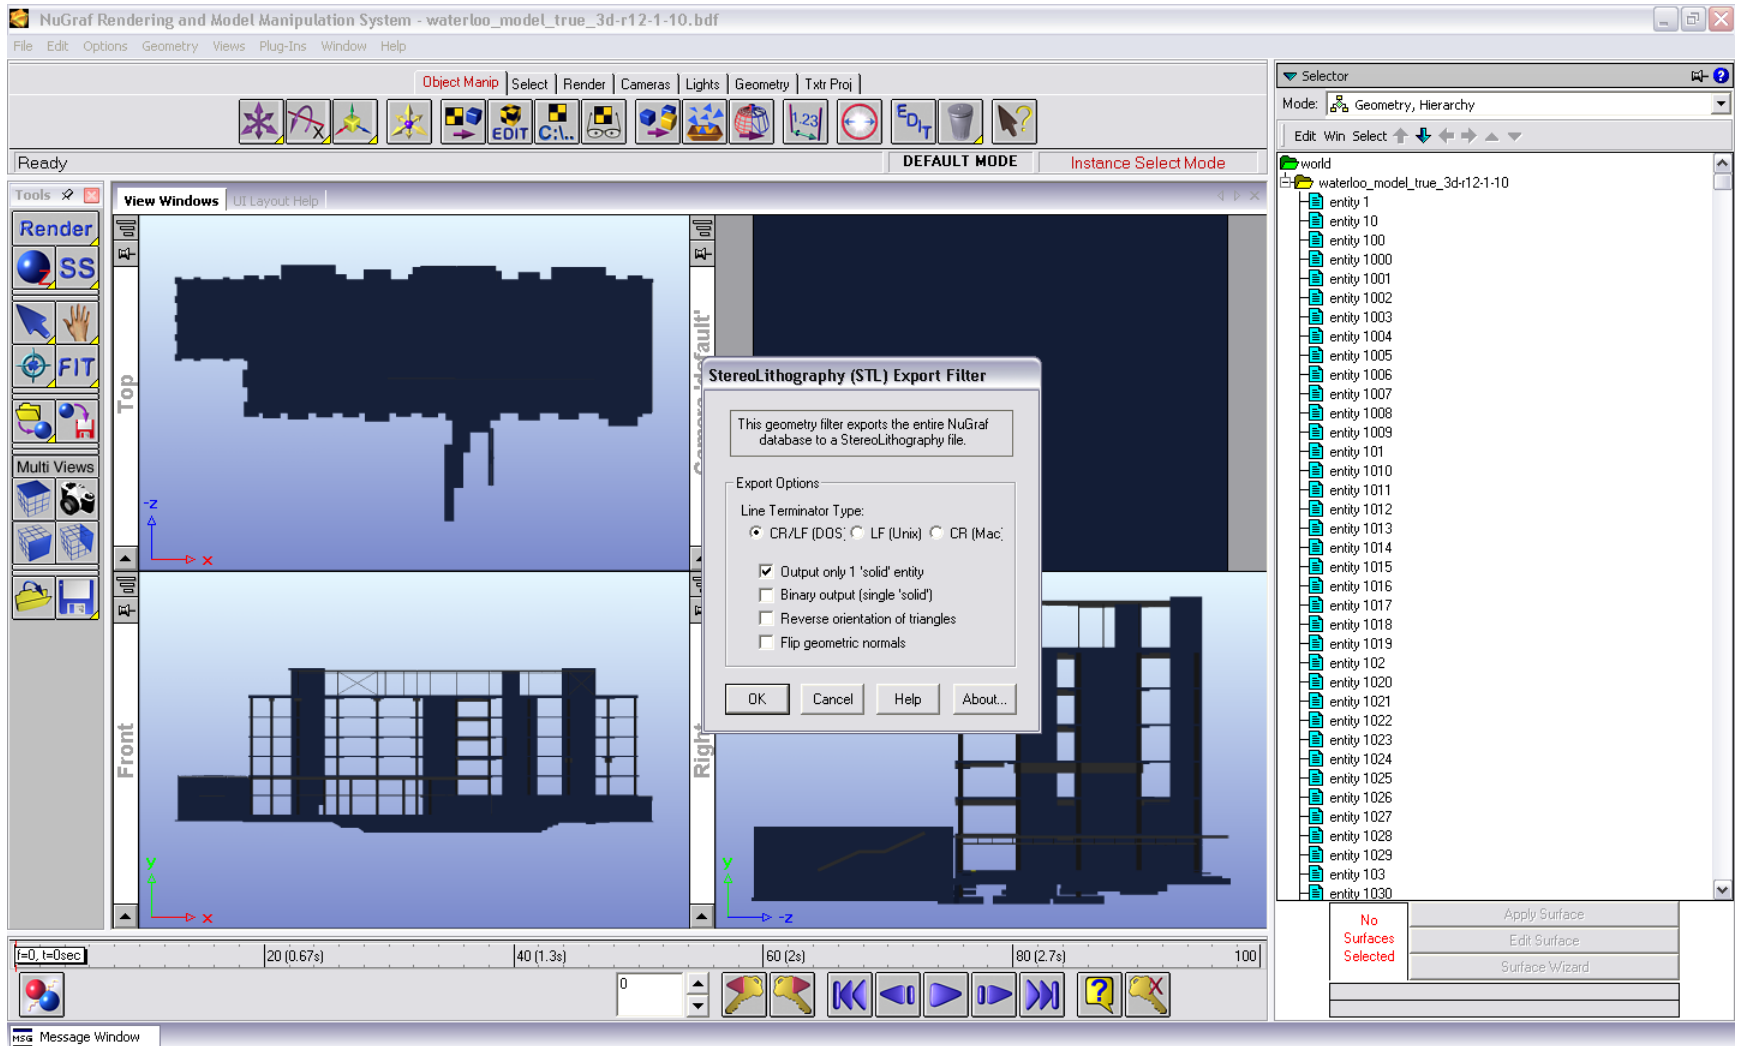 NuGraf Rendering and Model Manipulation System - waterloo_model_true_3d-r12-1-10.bdf
File Edit Options Geometry Views Plug-Ins Window Help
Object Manip Select Render Cameras Lights Geometry Txtr Proj
X EDIT C:\.. 1.23 EDIT ?
Ready DEFAULT MODE Instance Select Mode
Tools
View Windows UI Layout Help
Render
Z SS
FIT
Multi Views
Top
-z
x
Camera 'default'
Front
y
x
Right
y
-z
StereoLithography (STL) Export Filter
This geometry filter exports the entire NuGraf
database to a StereoLithography file.
Export Options
Line Terminator Type:
CR/LF (DOS) LF (Unix) CR (Mac)
Output only 1 'solid' entity
Binary output (single 'solid')
Reverse orientation of triangles
Flip geometric normals
OK Cancel Help About...
Selector
Mode: Geometry, Hierarchy
Edit Win Select
world
waterloo_model_true_3d-r12-1-10
entity 1
entity 10
entity 100
entity 1000
entity 1001
entity 1002
entity 1003
entity 1004
entity 1005
entity 1006
entity 1007
entity 1008
entity 1009
entity 101
entity 1010
entity 1011
entity 1012
entity 1013
entity 1014
entity 1015
entity 1016
entity 1017
entity 1018
entity 1019
entity 102
entity 1020
entity 1021
entity 1022
entity 1023
entity 1024
entity 1025
entity 1026
entity 1027
entity 1028
entity 1029
entity 103
entity 1030
No
Surfaces
Selected
Apply Surface
Edit Surface
Surface Wizard
f=0, t=0sec 20 (0.67s) 40 (1.3s) 60 (2s) 80 (2.7s) 100
0
?
MSG Message Window